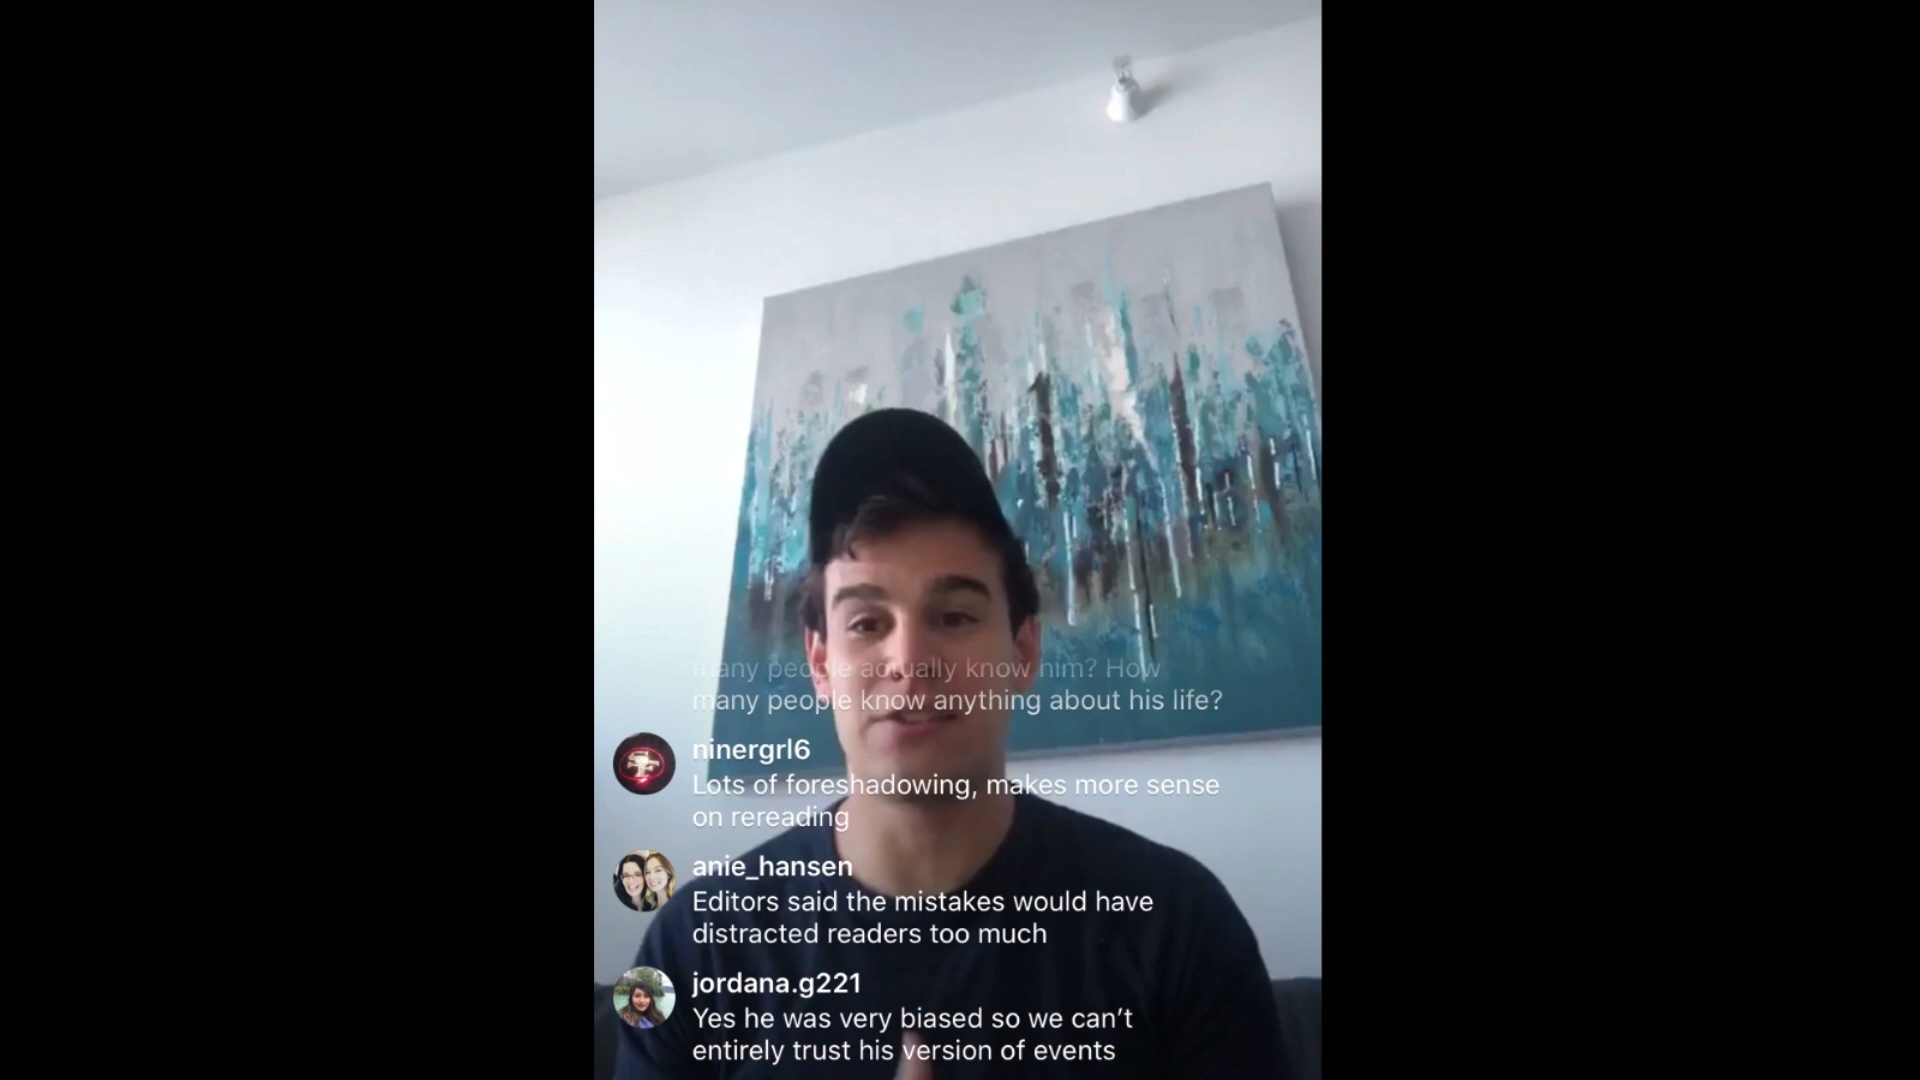 many people actually know him? How
many people know anything about his life?
ninergrl6
Lots of foreshadowing, makes more sense
on rereading
anie_hansen
Editors said the mistakes would have
distracted readers too much
jordana.g221
Yes he was very biased so we can’t
entirely trust his version of events